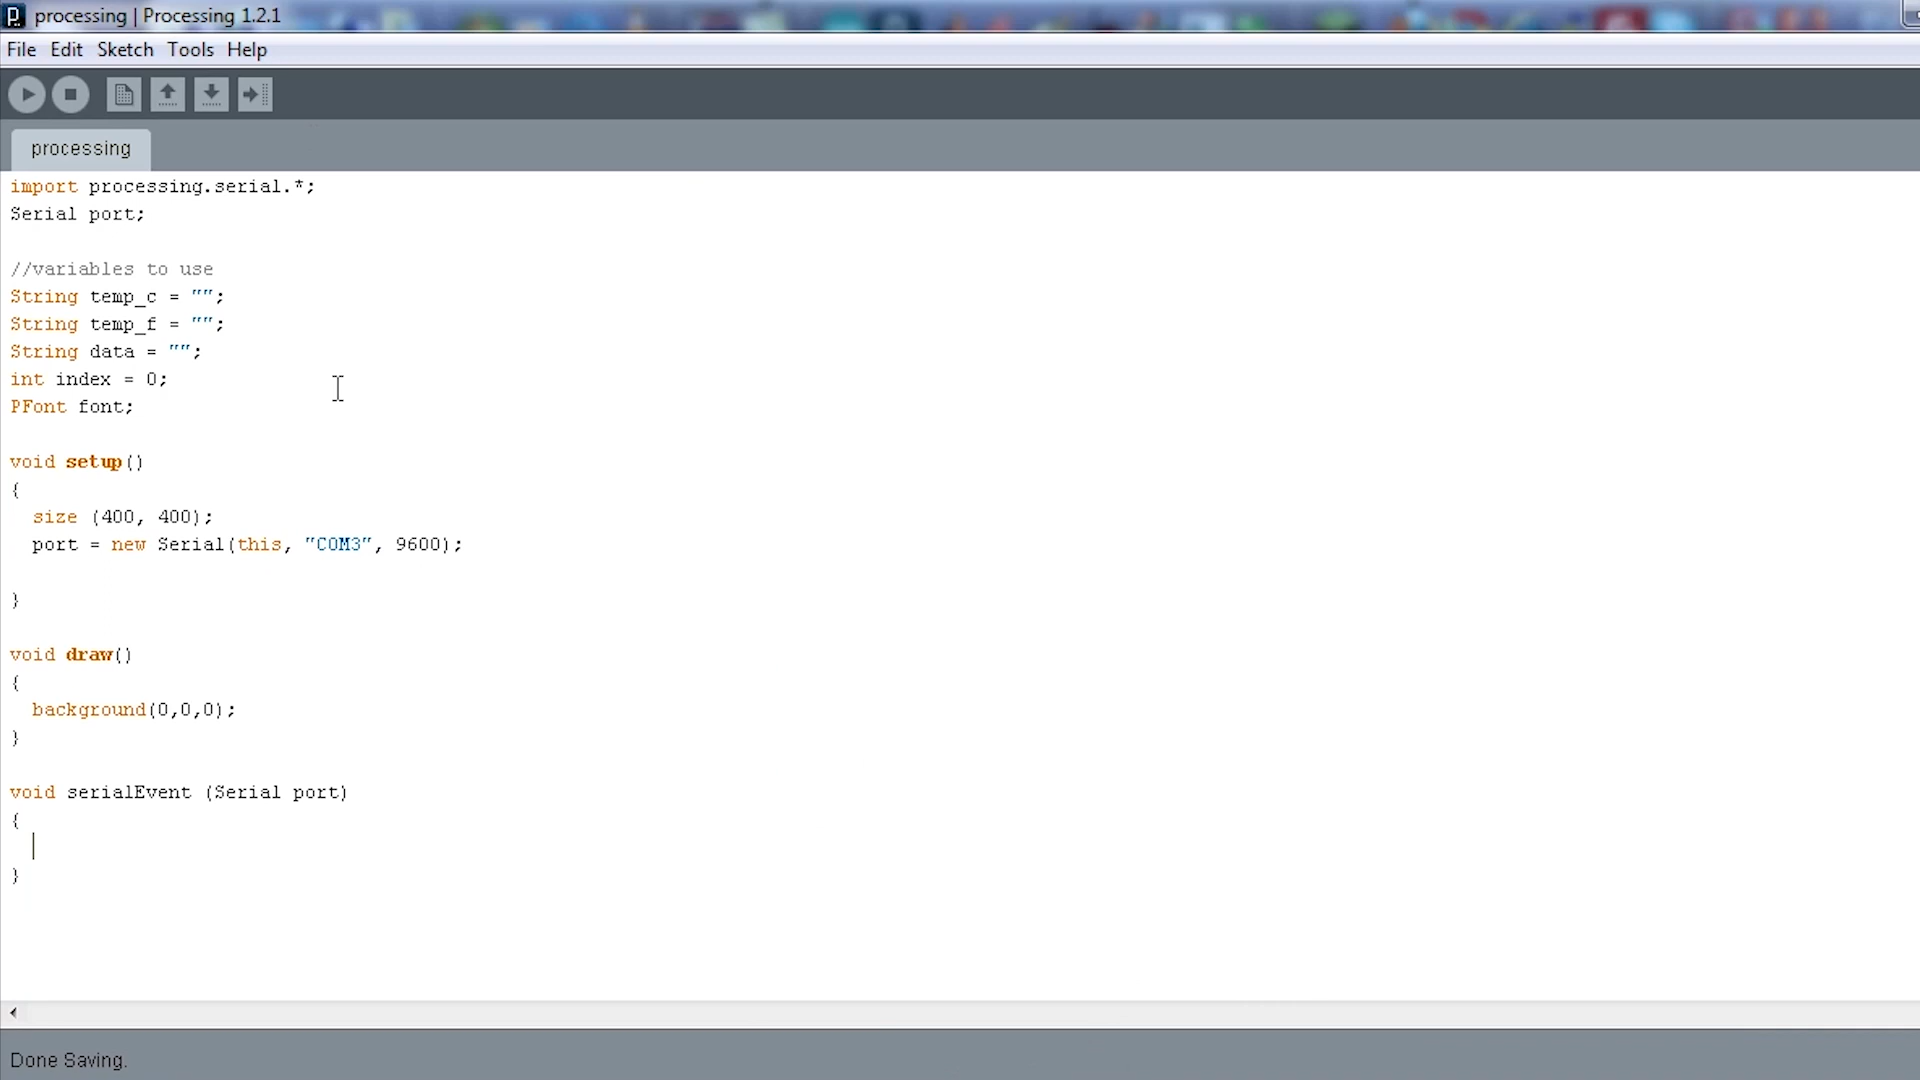 processing | Processing 1.2.1
File Edit Sketch Tools Help
processing
import processing.serial.*;
Serial port;
//variables to use
String temp_c = "";
String temp_f = "";
String data = "";
int index = 0;
PFont font;
void setup()
{
size (400, 400);
port = new Serial(this, "COM3", 9600);
}
void draw()
{
background(0,0,0);
}
void serialEvent (Serial port)
{
}
Done Saving.